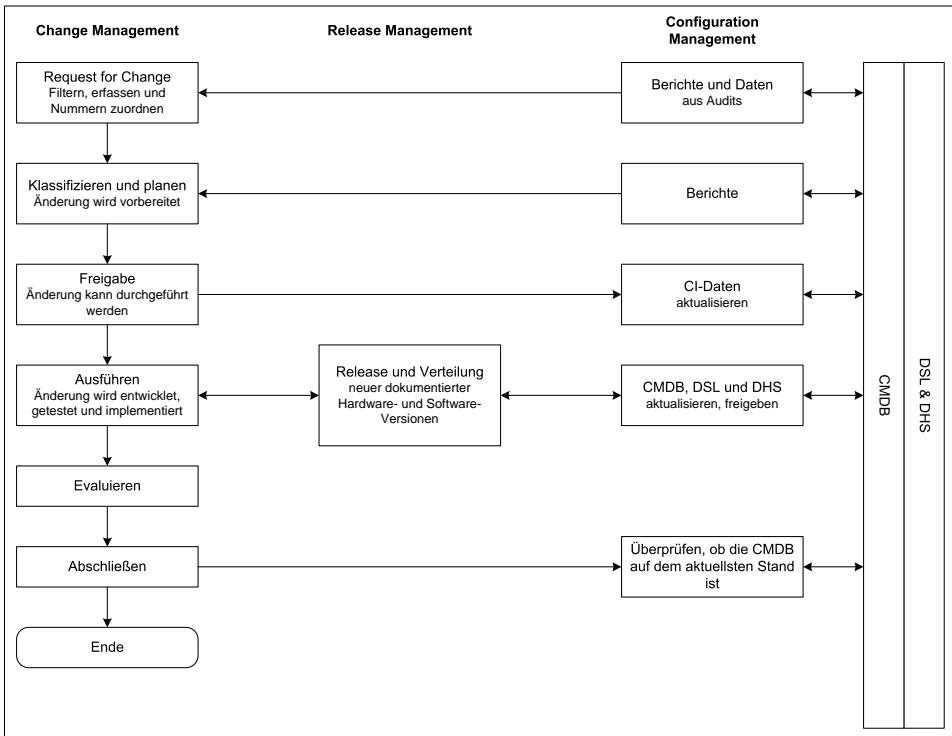 Change Management
Release Management
Configuration
Management
Request for Change
Filtern, erfassen und
Nummern zuordnen
Berichte und Daten
aus Audits
Klassifizieren und planen
Änderung wird vorbereitet
Berichte
Freigabe
Änderung kann durchgeführt
werden
CI-Daten
aktualisieren
Ausführen
Änderung wird entwicklet,
getestet und implementiert
Release und Verteilung
neuer dokumentierter
Hardware- und Software-
Versionen
CMDB, DSL und DHS
aktualisieren, freigeben
Evaluieren
Abschließen
Überprüfen, ob die CMDB
auf dem aktuellsten Stand
ist
Ende
CMDB
DSL & DHS